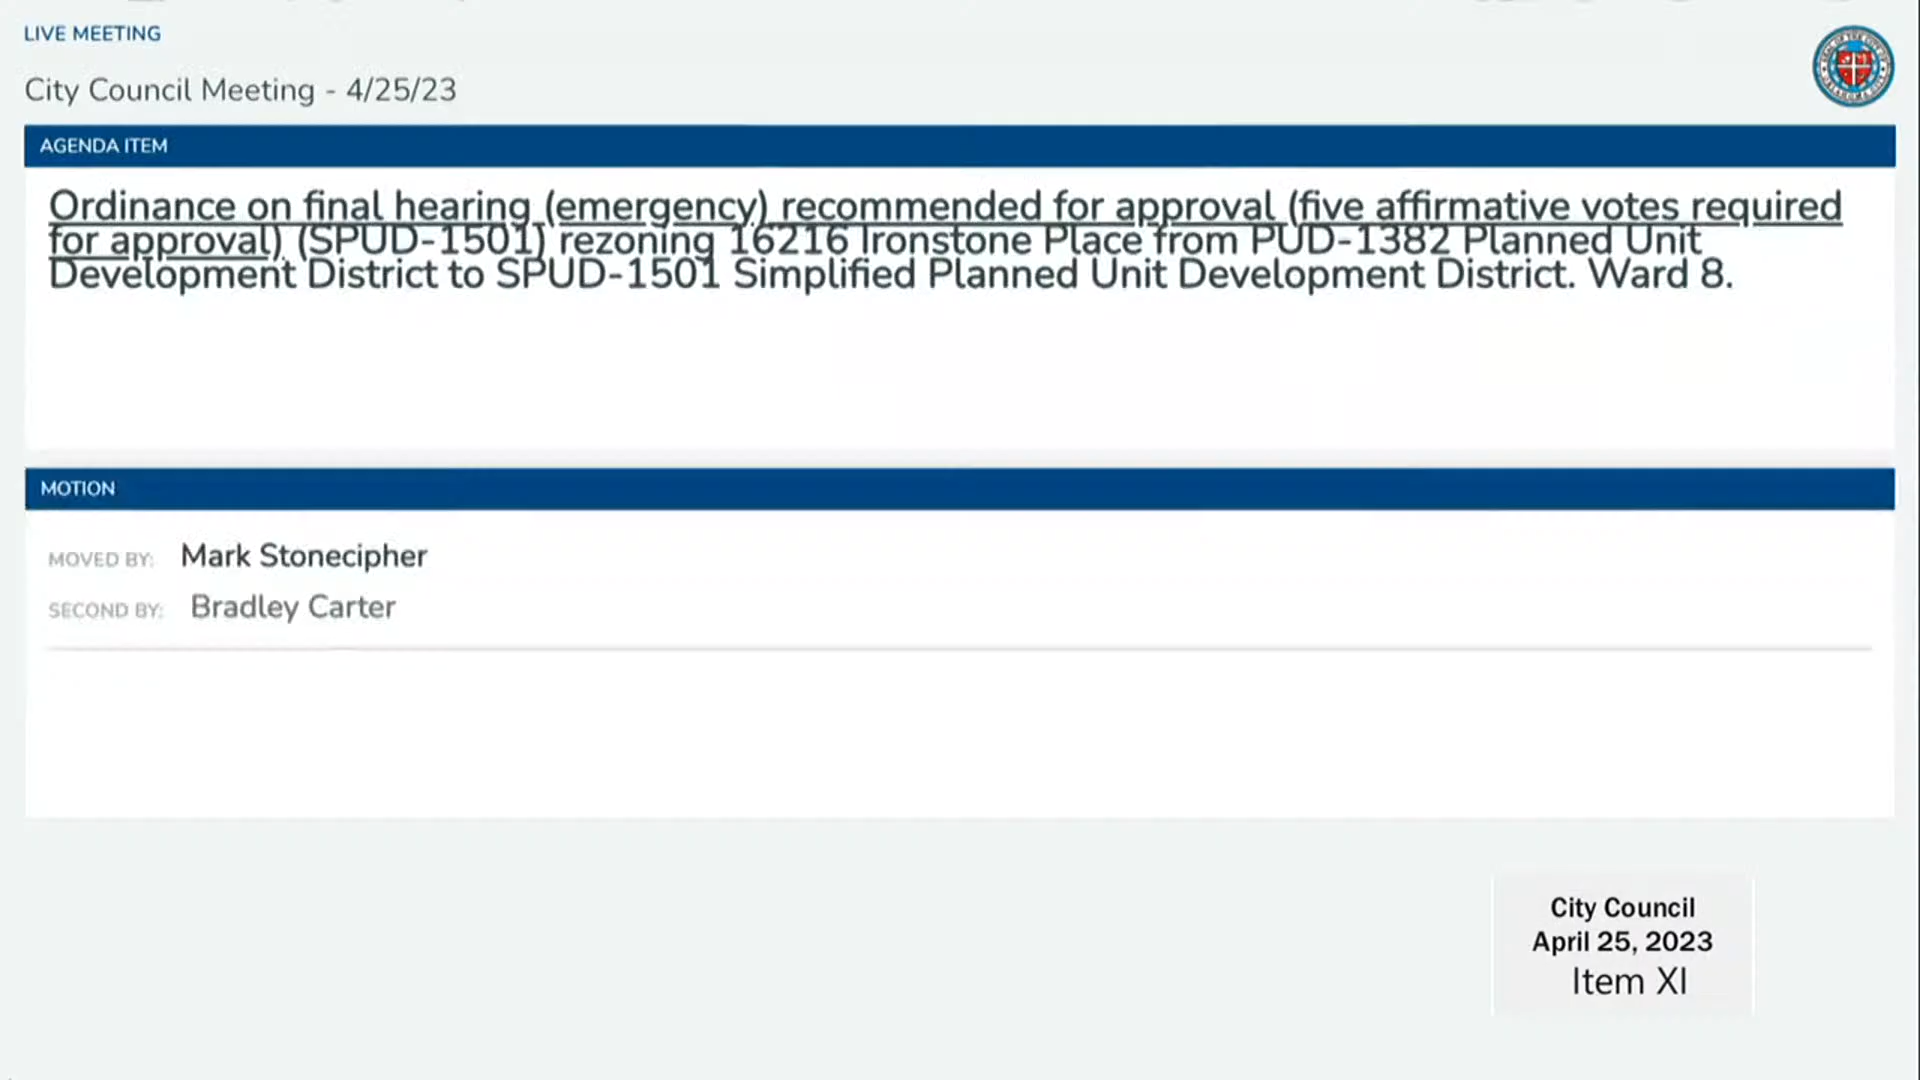 LIVE MEETING
City Council Meeting - 4/25/23
AGENDA ITEM
Ordinance on final hearing (emergency) recommended for approval (five affirmative votes required
for approval) (SPUD-1501) rezoning 16216 Ironstone Place from PUD-1382 Planned Unit
Development District to SPUD-1501 Simplified Planned Unit Development District. Ward 8.
MOTION
MOVED BY: Mark Stonecipher
SECOND BY: Bradley Carter
City Council
April 25, 2023
Item XI